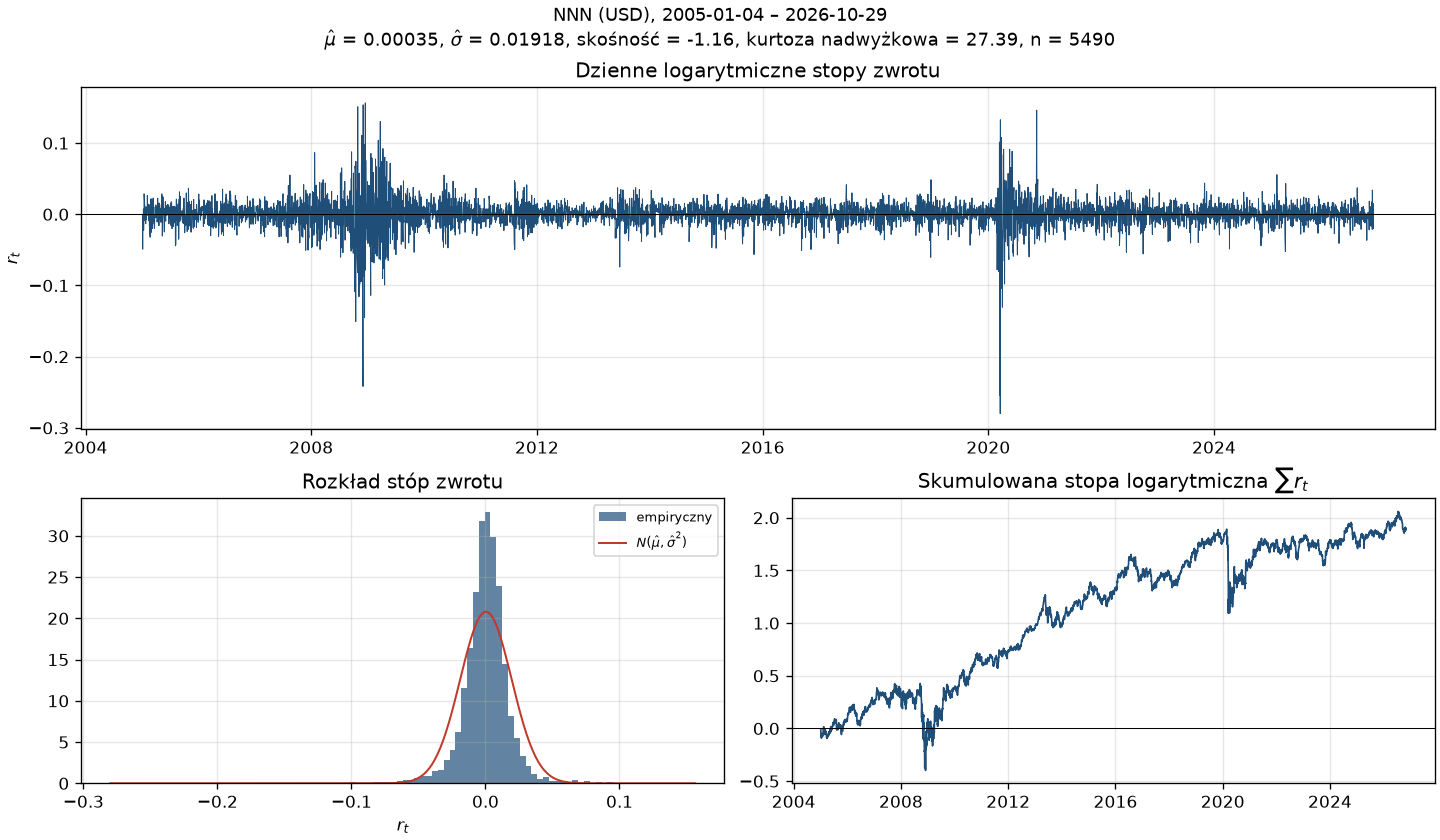 NNN (USD), 2005-01-04 – 2026-10-29
μ̂ = 0.00035, σ̂ = 0.01918, skośność = -1.16, kurtoza nadwyżkowa = 27.39, n = 5490
Dzienne logarytmiczne stopy zwrotu
0.1
0.0
−0.1
−0.2
−0.3
r_t
2004 2008 2012 2016 2020 2024
Rozkład stóp zwrotu
30
25
20
15
10
5
0
empiryczny
N(μ̂, σ̂²)
−0.3 −0.2 −0.1 0.0 0.1
r_t
Skumulowana stopa logarytmiczna ∑r_t
2.0
1.5
1.0
0.5
0.0
−0.5
2004 2008 2012 2016 2020 2024